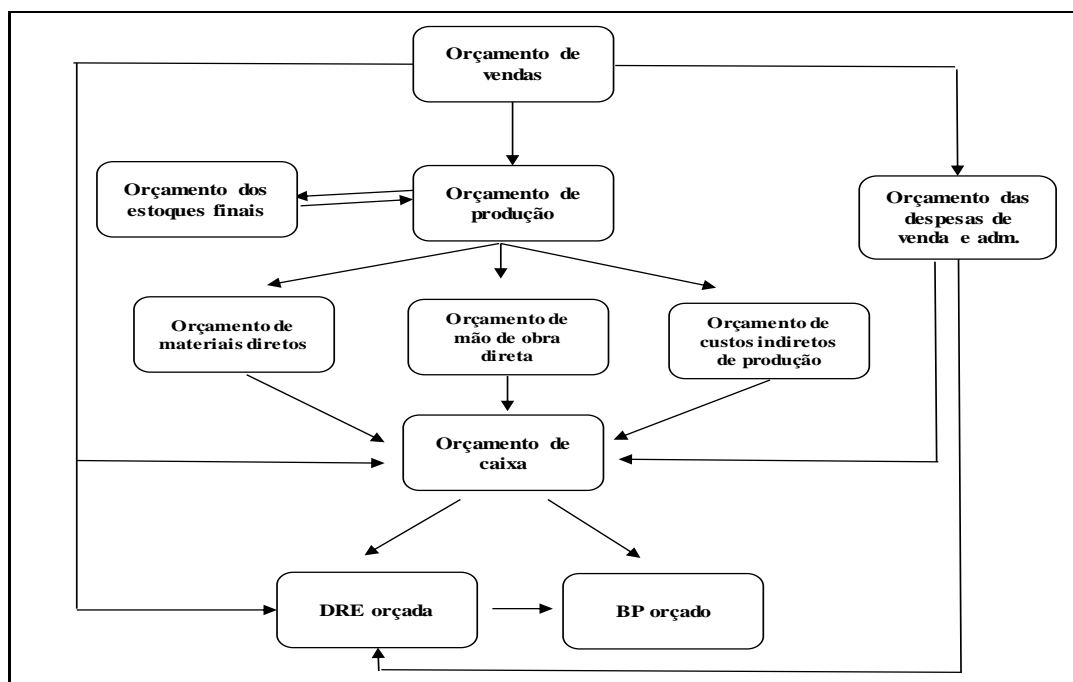 Orçamento de
vendas
Orçamento dos
estoques finais
Orçamento de
produção
Orçamento das
despesas de
venda e adm.
Orçamento de
materiais diretos
Orçamento de
mão de obra
direta
Orçamento de
custos indiretos
de produção
Orçamento de
caixa
DRE orçada
BP orçado